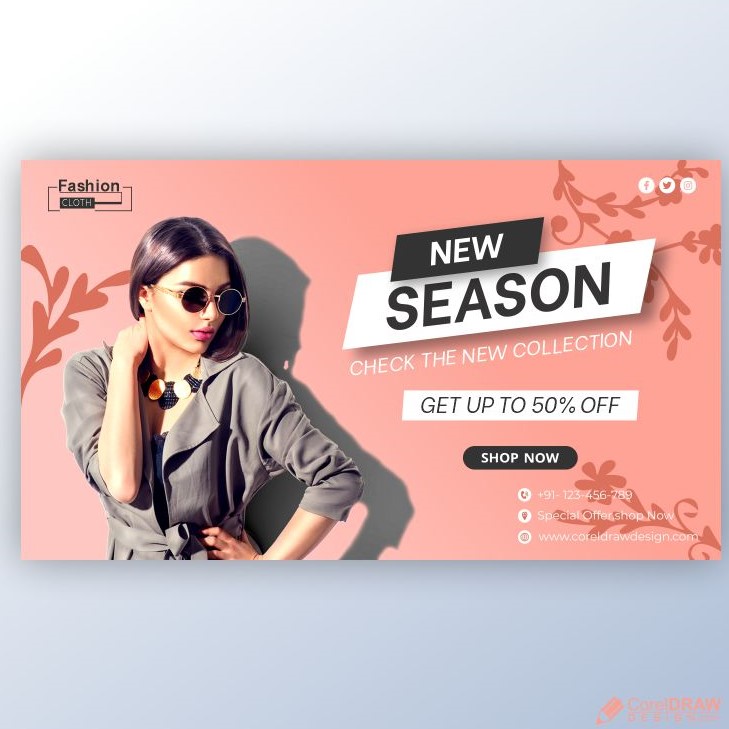 Fashion
CLOTH
NEW
SEASON
CHECK THE NEW COLLECTION
GET UP TO 50% OFF
SHOP NOW
+91- 123-456-789
Special Offer shop Now
www.coreldrawdesign.com
CorelDRAW
DESIGN